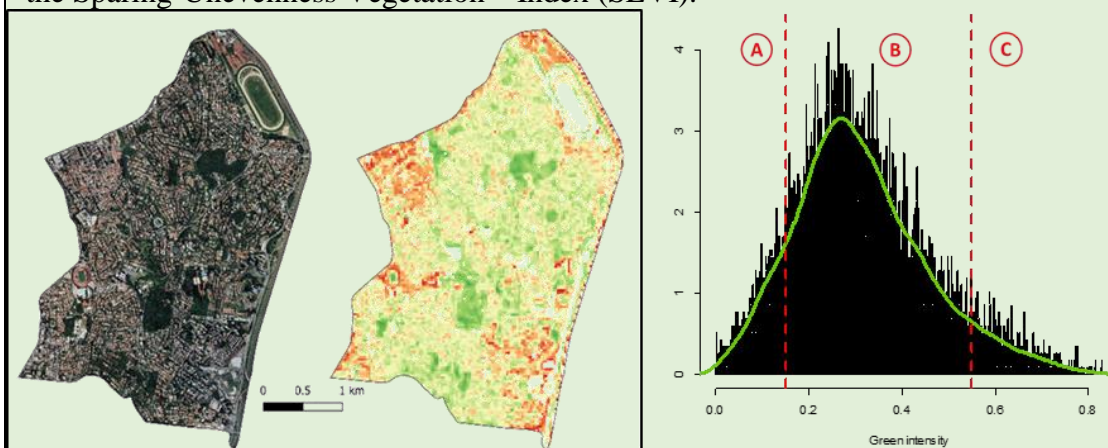 the Sparing-Unevenness-Vegetation Index (SEVI).
A B C
4
3
2
1
0
0 0.5 1 km
0.0 0.2 0.4 0.6 0.8
Green intensity